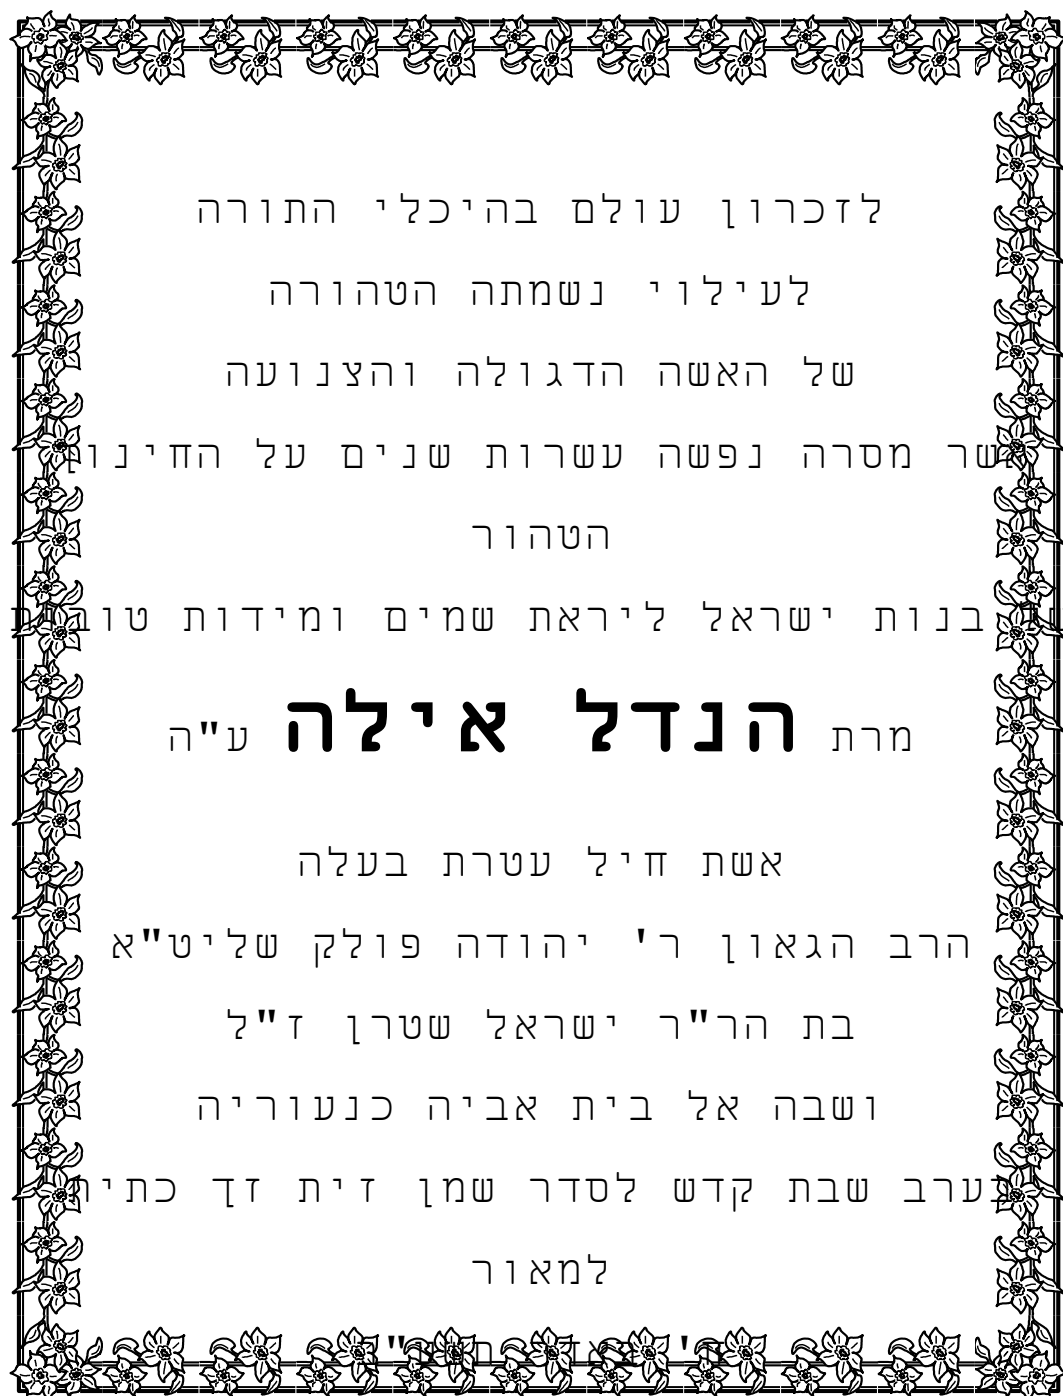 לזכרון עולם בהיכלי התורה
לעילוי נשמתה הטהורה
של האשה הדגולה והצנועה
אשר מסרה נפשה עשרות שנים על החינוך
הטהור
בנות ישראל ליראת שמים ומידות טובות
מרת הנדל אילה ע"ה
אשת חיל עטרת בעלה
הרב הגאון ר' יהודה פולק שליט"א
בת הר"ר ישראל שטרן ז"ל
ושבה אל בית אביה כנעוריה
בערב שבת קדש לסדר שמן זית זך כתית
למאור